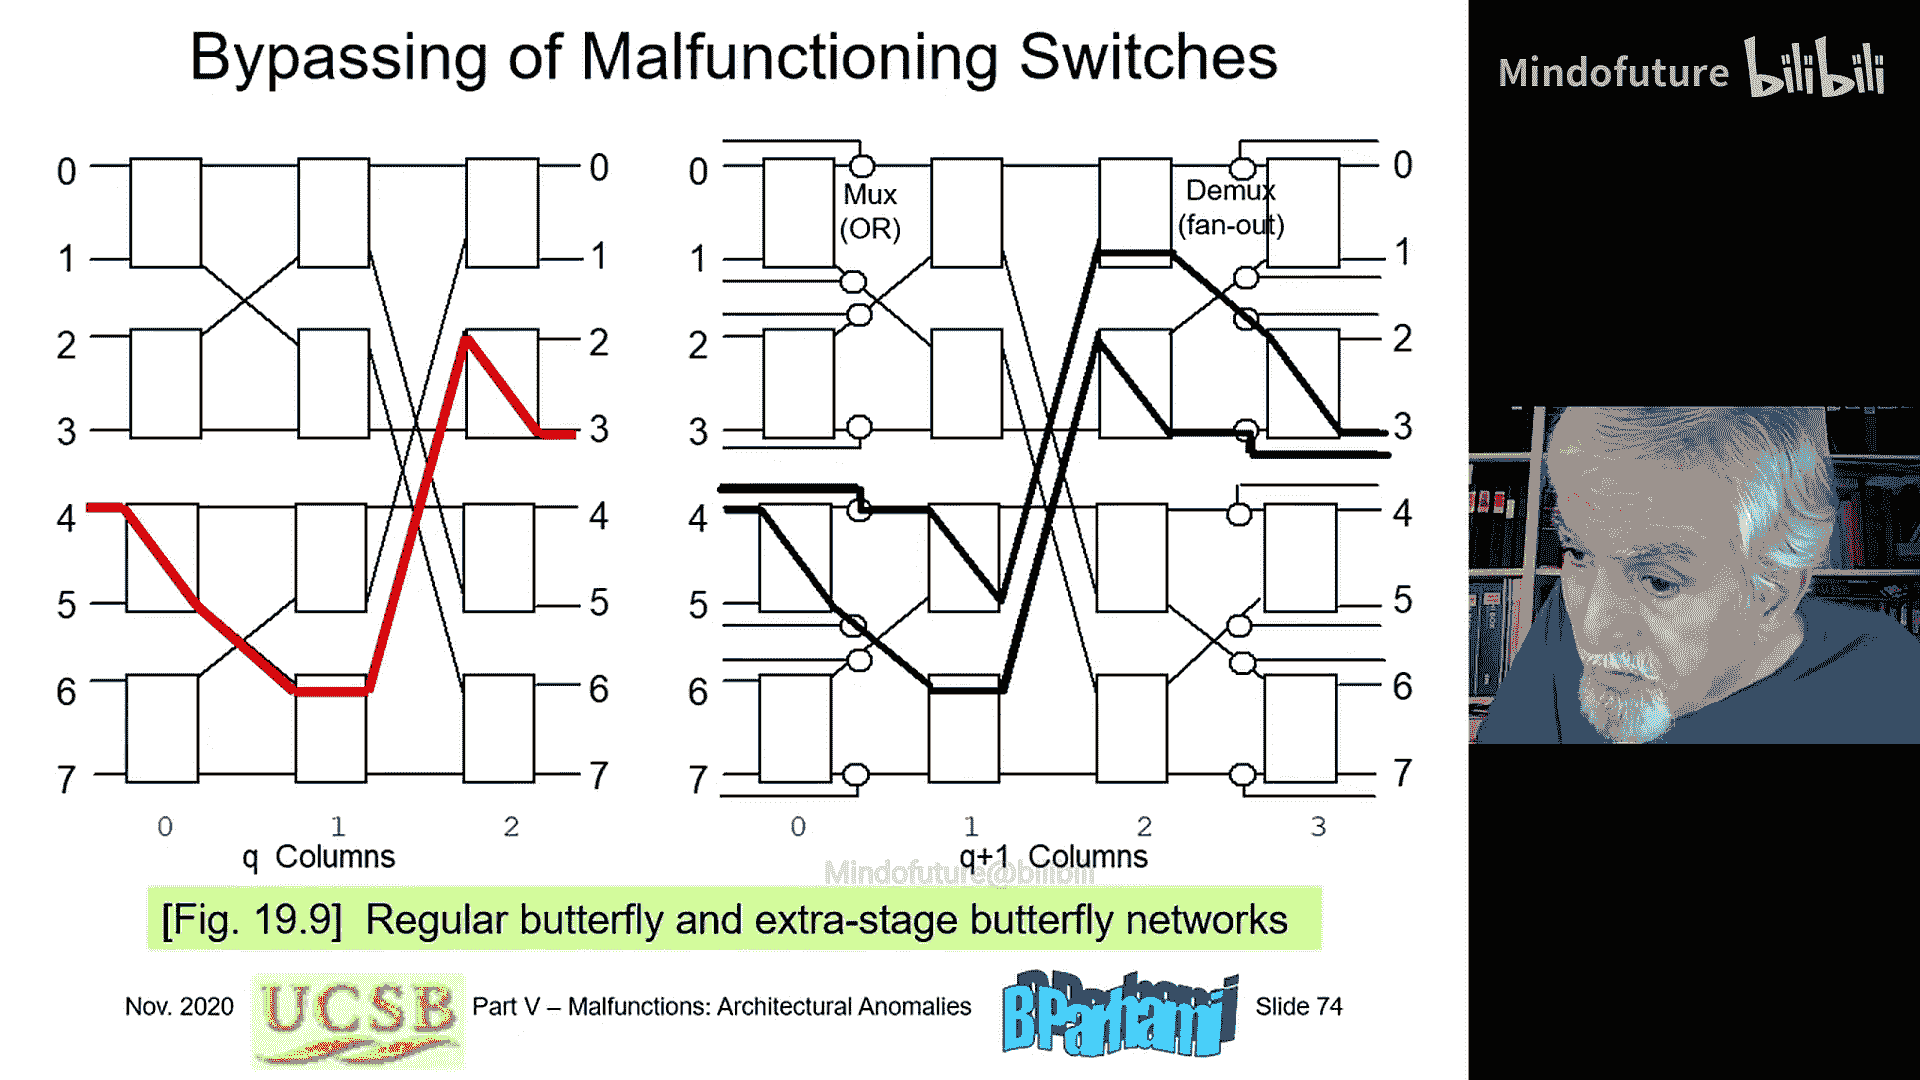 Bypassing of Malfunctioning Switches
Mindofuture bilibili
0 0 0 0
Mux
(OR)
Demux
(fan-out)
1 1 1 1
2 2 2 2
3 3 3 3
4 4 4 4
5 5 5 5
6 6 6 6
7 7 7 7
0 1 2 0 1 2 3
q Columns q+1 Columns
Mindofuture@bilibili
[Fig. 19.9] Regular butterfly and extra-stage butterfly networks
Nov. 2020 UCSB Part V – Malfunctions: Architectural Anomalies BParhami Slide 74